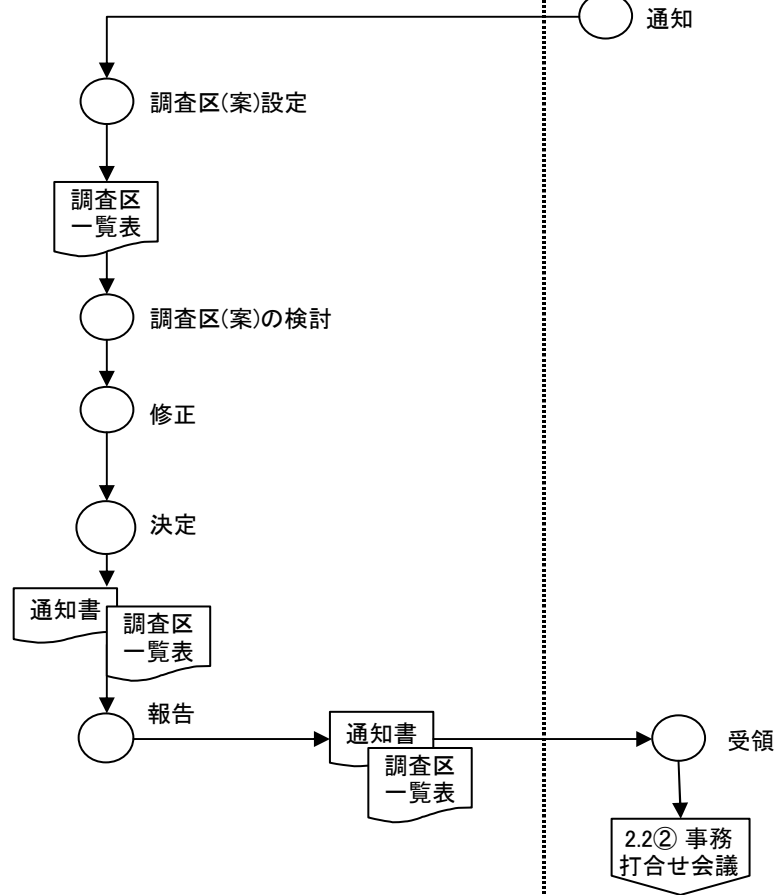 通知
調査区(案)設定
調査区
一覧表
調査区(案)の検討
修正
決定
通知書
調査区
一覧表
報告
通知書
調査区
一覧表
受領
2.2② 事務
打合せ会議